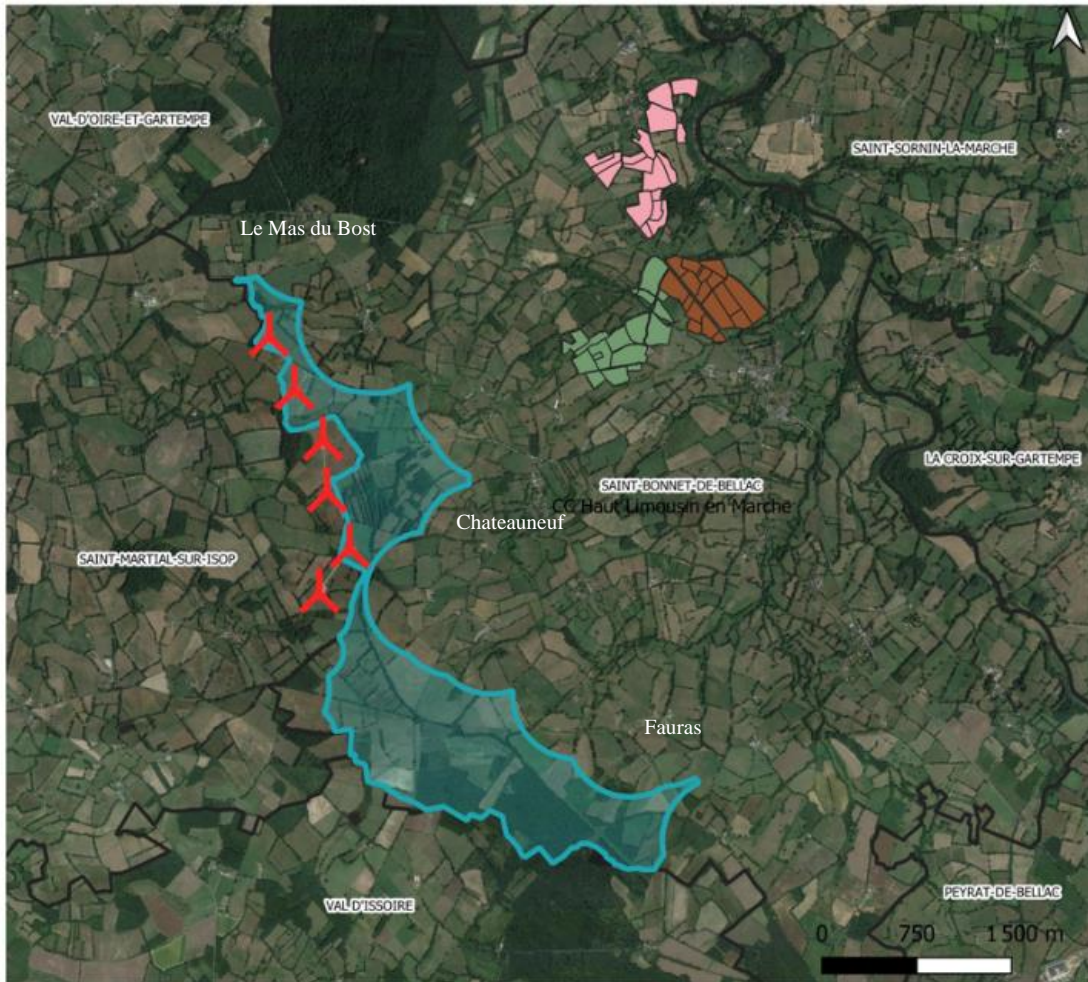 VAL-D'OIRE-ET-GARTEMPE
SAINT-SORNIN-LA-MARCHE
Le Mas du Bost
LA CROIX-SUR-GARTEMPE
SAINT-BONNET-DE-BELLAC
CC Haut Limousin en Marche
Chateauneuf
SAINT-MARTIAL-SUR-ISOP
Fauras
PEYRAT-DE-BELLAC
VAL D'ISSOIRE
0 750 1 500 m